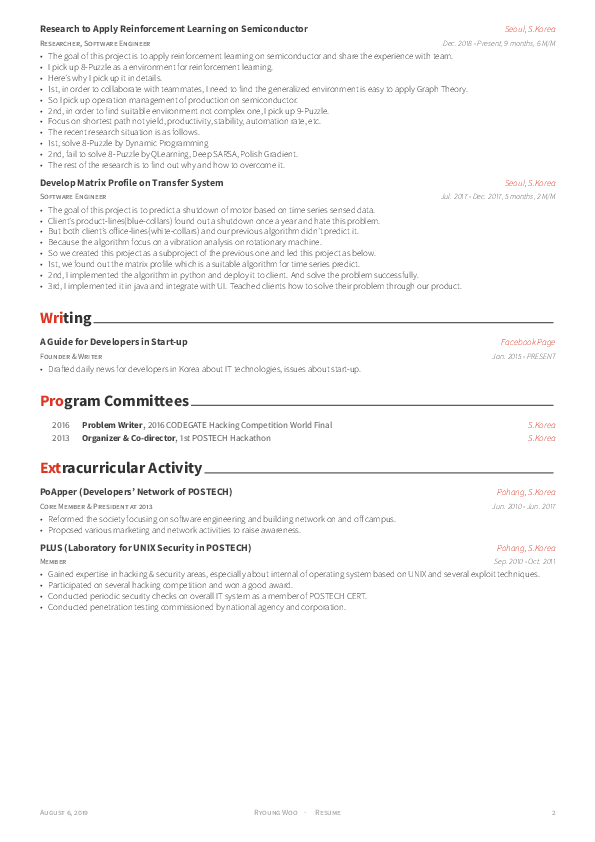 Research to Apply Reinforcement Learning on Semiconductor
Seoul, S.Korea
Researcher, Software Engineer
Dec. 2018 - Present, 9 months, 6 M/M
• The goal of this project is to apply reinforcement learning on semiconductor and share the experience with team.
• I pick up 8-Puzzle as a environment for reinforcement learning.
• Here's why I pick up it in details.
• 1st, in order to collaborate with teammates, I need to find the generalized environment is easy to apply Graph Theory.
• So I pick up operation management of production on semiconductor.
• 2nd, in order to find suitable environment not complex one, I pick up 9-Puzzle.
• Focus on shortest path not yield, productivity, stability, automation rate, etc.
• The recent research situation is as follows.
• 1st, solve 8-Puzzle by Dynamic Programming
• 2nd, fail to solve 8-Puzzle by QLearning, Deep SARSA, Polish Gradient.
• The rest of the research is to find out why and how to overcome it.
Develop Matrix Profile on Transfer System
Seoul, S.Korea
Software Engineer
Jul. 2017 - Dec. 2017, 5 months, 2 M/M
• The goal of this project is to predict a shutdown of motor based on time series sensed data.
• Client's product-lines(blue-collars) found out a shutdown once a year and hate this problem.
• But both client's office-lines(white-collars) and our previous algorithm didn't predict it.
• Because the algorithm focus on a vibration analysis on rotationary machine.
• So we created this project as a subproject of the previous one and led this project as below.
• 1st, we found out the matrix profile which is a suitable algorithm for time series predict.
• 2nd, I implemented the algorithm in python and deploy it to client. And solve the problem successfully.
• 3rd, I implemented it in java and integrate with UI. Teached clients how to solve their problem through our product.
Writing
A Guide for Developers in Start-up
Facebook Page
Founder & Writer
Jan. 2015 - PRESENT
• Drafted daily news for developers in Korea about IT technologies, issues about start-up.
Program Committees
2016 Problem Writer, 2016 CODEGATE Hacking Competition World Final S.Korea
2013 Organizer & Co-director, 1st POSTECH Hackathon S.Korea
Extracurricular Activity
PoApper (Developers' Network of POSTECH)
Pohang, S.Korea
Core Member & President at 2013
Jun. 2010 - Jun. 2017
• Reformed the society focusing on software engineering and building network on and off campus.
• Proposed various marketing and network activities to raise awareness.
PLUS (Laboratory for UNIX Security in POSTECH)
Pohang, S.Korea
Member
Sep. 2010 - Oct. 2011
• Gained expertise in hacking & security areas, especially about internal of operating system based on UNIX and several exploit techniques.
• Participated on several hacking competition and won a good award.
• Conducted periodic security checks on overall IT system as a member of POSTECH CERT.
• Conducted penetration testing commissioned by national agency and corporation.
August 6, 2019
Ryoung Woo · Resume
2